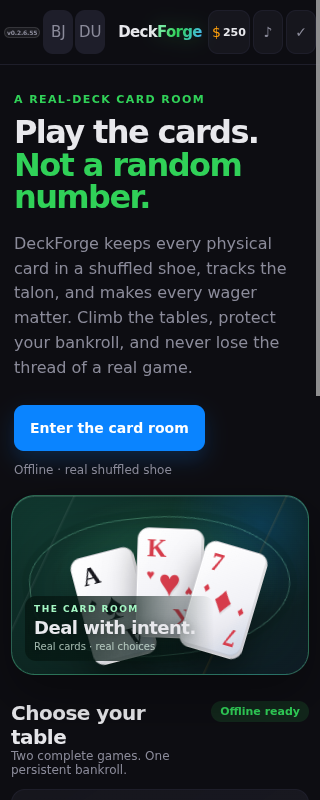 v0.2.6.55 BJ DU DeckForge $ 250 ♪ ✓
A REAL-DECK CARD ROOM
Play the cards.
Not a random
number.
DeckForge keeps every physical
card in a shuffled shoe, tracks the
talon, and makes every wager
matter. Climb the tables, protect
your bankroll, and never lose the
thread of a real game.
Enter the card room
Offline · real shuffled shoe
A
K
7
THE CARD ROOM
Deal with intent.
Real cards · real choices
7
Choose your
table
Offline ready
Two complete games. One
persistent bankroll.